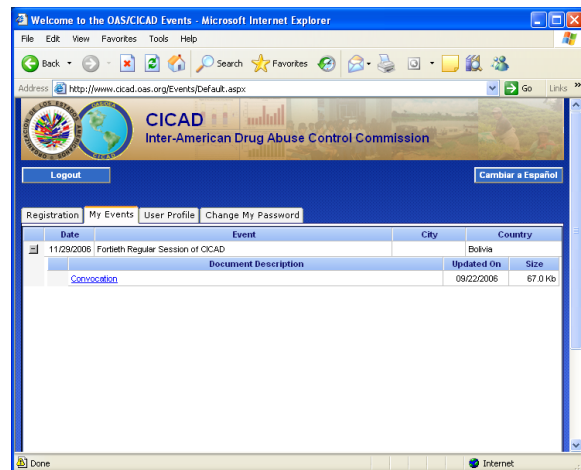 Welcome to the OAS/CICAD Events - Microsoft Internet Explorer
File Edit View Favorites Tools Help
Back Search Favorites
Address http://www.cicad.oas.org/Events/Default.aspx Go Links »
CICAD
Inter-American Drug Abuse Control Commission
Logout Cambiar a Español
Registration My Events User Profile Change My Password
Date Event City Country
11/29/2006 Fortieth Regular Session of CICAD Bolivia
Document Description Updated On Size
Convocation 09/22/2006 67.0 Kb
Done Internet